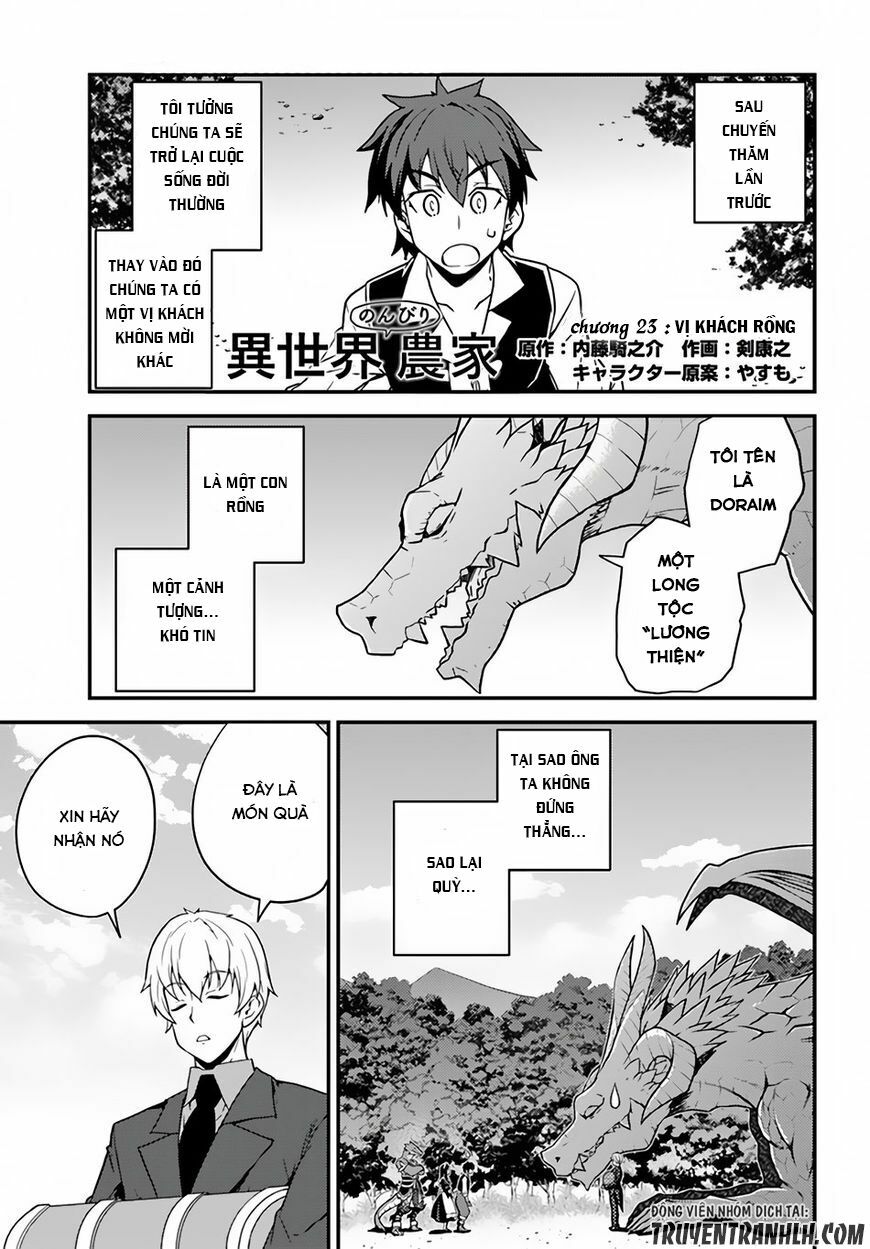 SAU
CHUYẾN
THĂM
LẦN
TRƯỚC
TÔI TƯỞNG
CHÚNG TA SẼ
TRỞ LẠI CUỘC
SỐNG ĐỜI
THƯỜNG
THAY VÀO ĐÓ
CHÚNG TA CÓ
MỘT VỊ KHÁCH
KHÔNG MỜI
KHÁC
のんびり
異世界農家
chương 23 : VỊ KHÁCH RỒNG
原作：内藤騎之介 作画：剣康之
キャラクター原案：やすも
TÔI TÊN
LÀ
DORAIM
MỘT
LONG
TỘC
“LƯƠNG
THIỆN”
LÀ MỘT CON
RỒNG
MỘT CẢNH
TƯỢNG...
KHÓ TIN
TẠI SAO ÔNG
TA KHÔNG
ĐỨNG
THẲNG...
SAO LẠI
QUỲ...
ĐÂY LÀ
MÓN QUÀ
XIN HÃY
NHẬN NÓ
ĐỘNG VIÊN NHÓM DỊCH TẠI:
TRUYENTRANHLH.COM